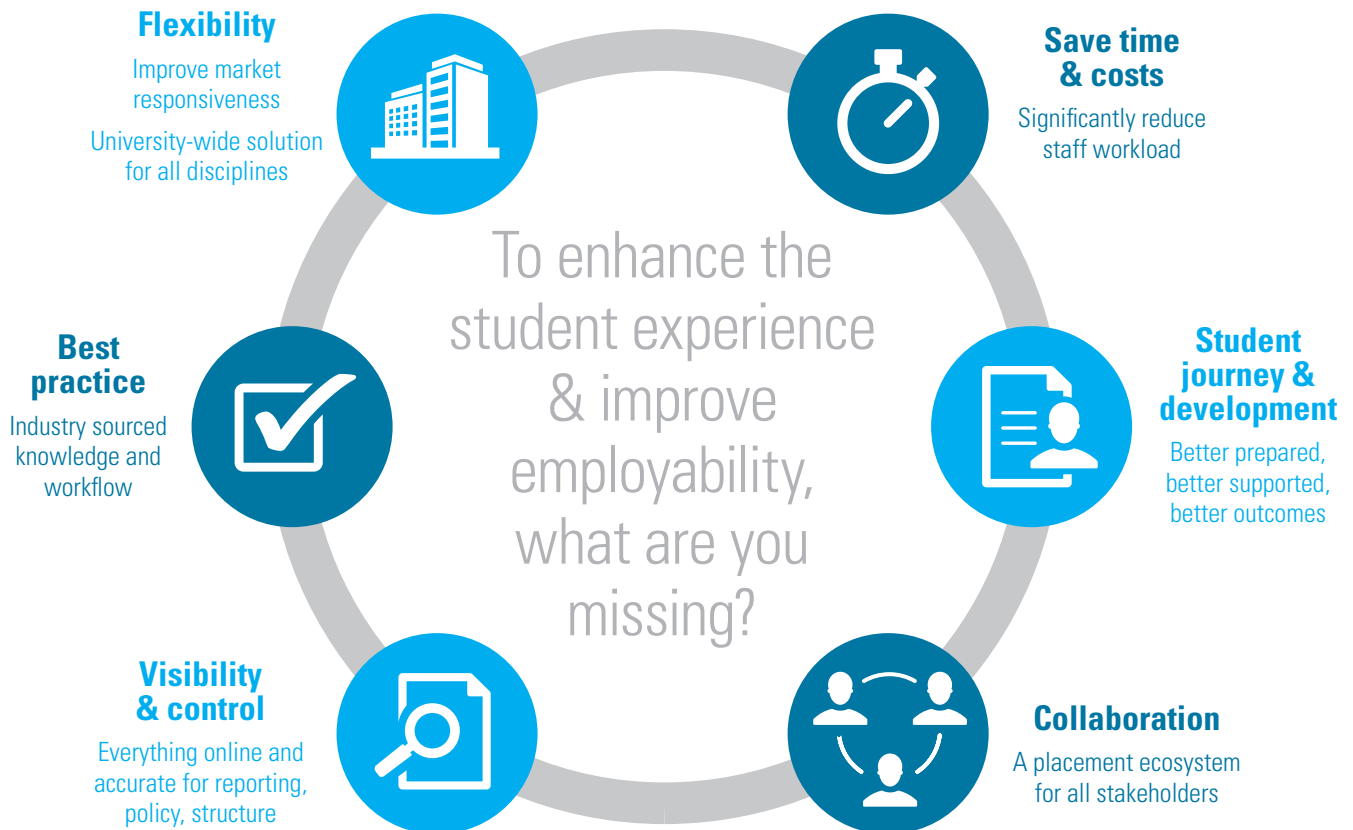 Flexibility
Improve market
responsiveness
University-wide solution
for all disciplines
Save time
& costs
Significantly reduce
staff workload
To enhance the
student experience
& improve
employability,
what are you
missing?
Best
practice
Industry sourced
knowledge and
workflow
Student
journey &
development
Better prepared,
better supported,
better outcomes
Visibility
& control
Everything online and
accurate for reporting,
policy, structure
Collaboration
A placement ecosystem
for all stakeholders